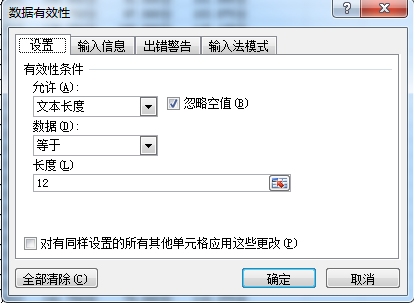 数据有效性
设置 输入信息 出错警告 输入法模式
有效性条件
允许(A):
文本长度 忽略空值(B)
数据(D):
等于
长度(L)
12
对有同样设置的所有其他单元格应用这些更改(P)
全部清除(C) 确定 取消